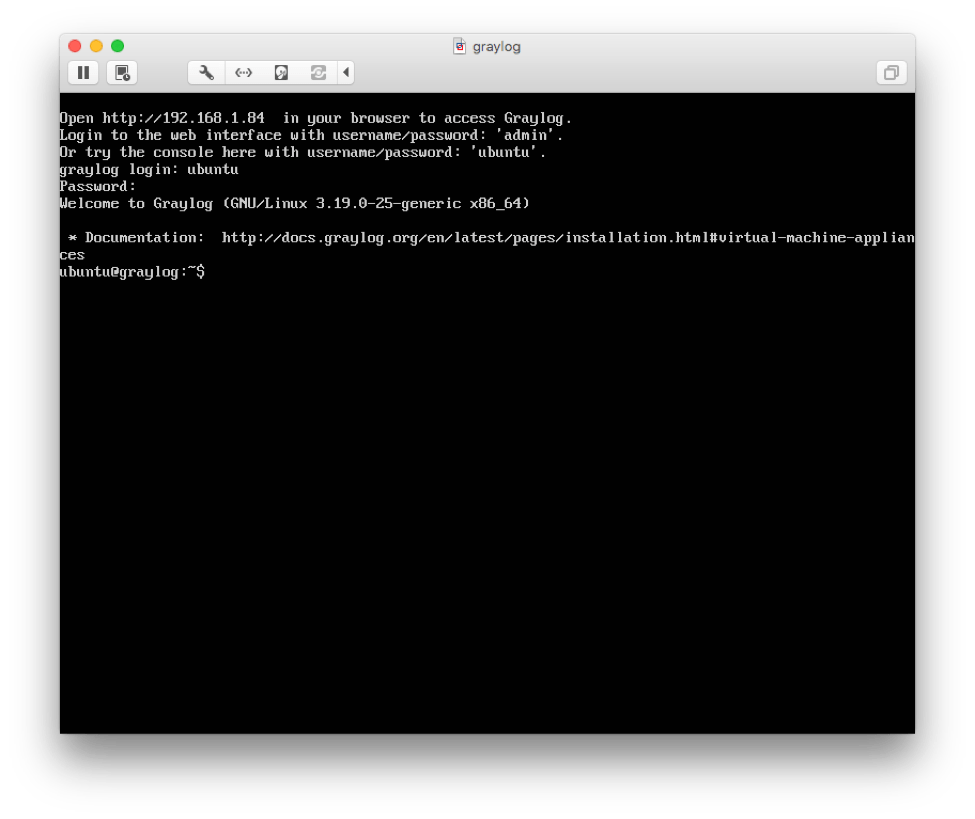 graylog
Open http://192.168.1.84  in your browser to access Graylog.
Login to the web interface with username/password: 'admin'.
Or try the console here with username/password: 'ubuntu'.
graylog login: ubuntu
Password:
Welcome to Graylog (GNU/Linux 3.19.0-25-generic x86_64)
 * Documentation:  http://docs.graylog.org/en/latest/pages/installation.html#virtual-machine-applian
ces
ubuntu@graylog:~$